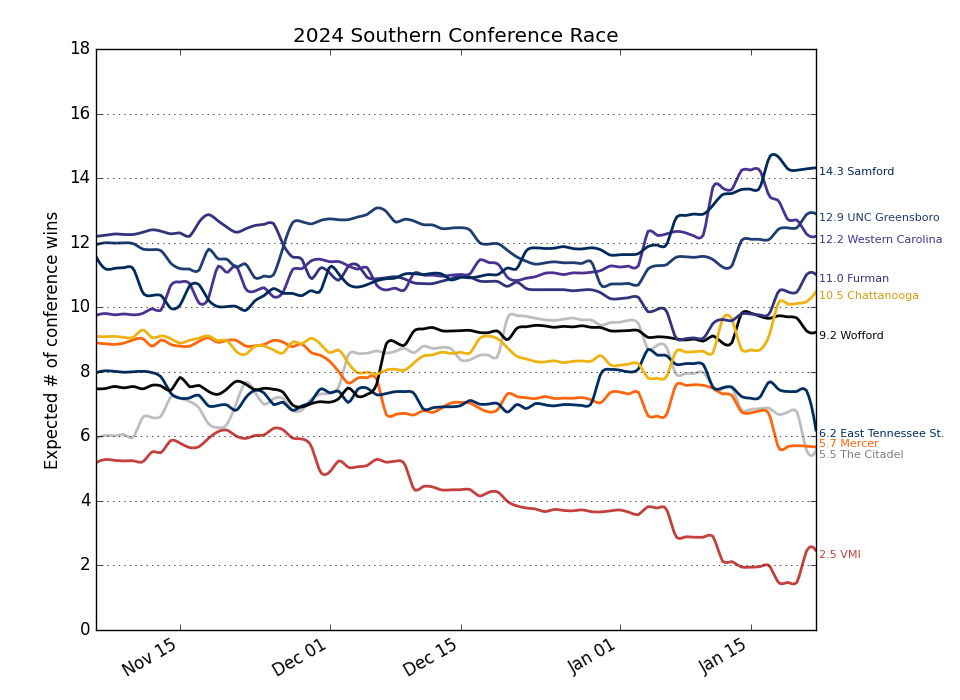 2024 Southern Conference Race
Expected # of conference wins
18
16
14
12
10
8
6
4
2
0
Nov 15
Dec 01
Dec 15
Jan 01
Jan 15
14.3 Samford
12.9 UNC Greensboro
12.2 Western Carolina
11.0 Furman
10.5 Chattanooga
9.2 Wofford
6.2 East Tennessee St.
5.7 Mercer
5.5 The Citadel
2.5 VMI